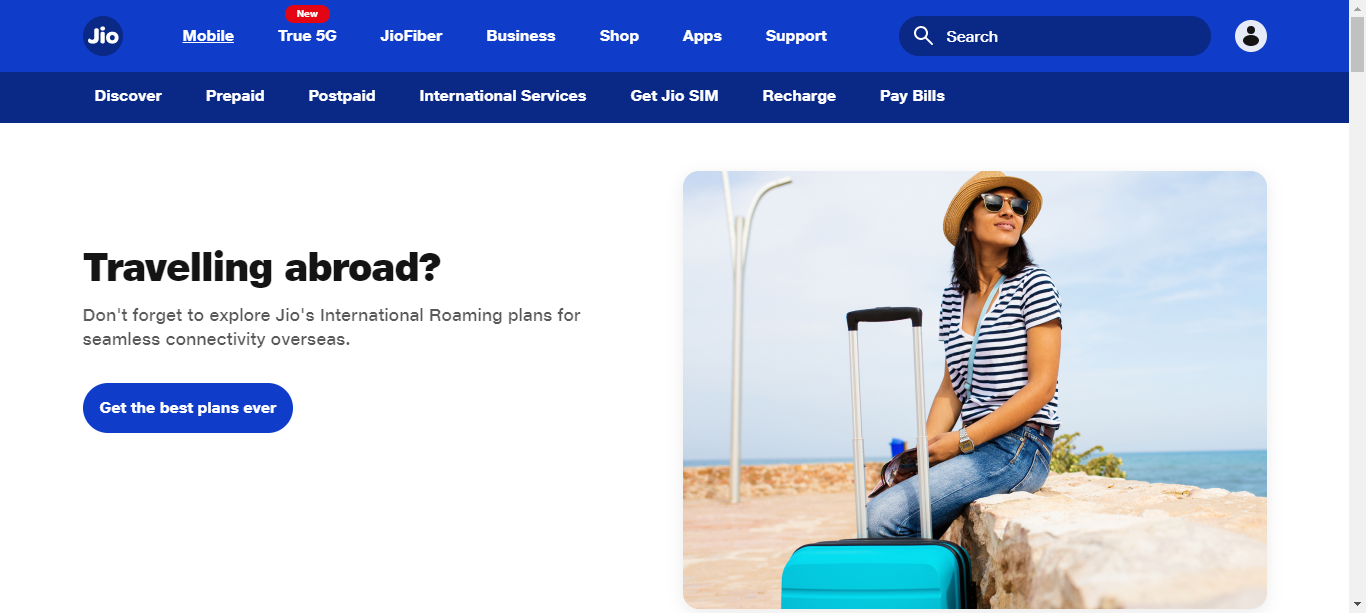 New
Jio Mobile True 5G JioFiber Business Shop Apps Support Search
Discover Prepaid Postpaid International Services Get Jio SIM Recharge Pay Bills
Travelling abroad?
Don't forget to explore Jio's International Roaming plans for
seamless connectivity overseas.
Get the best plans ever